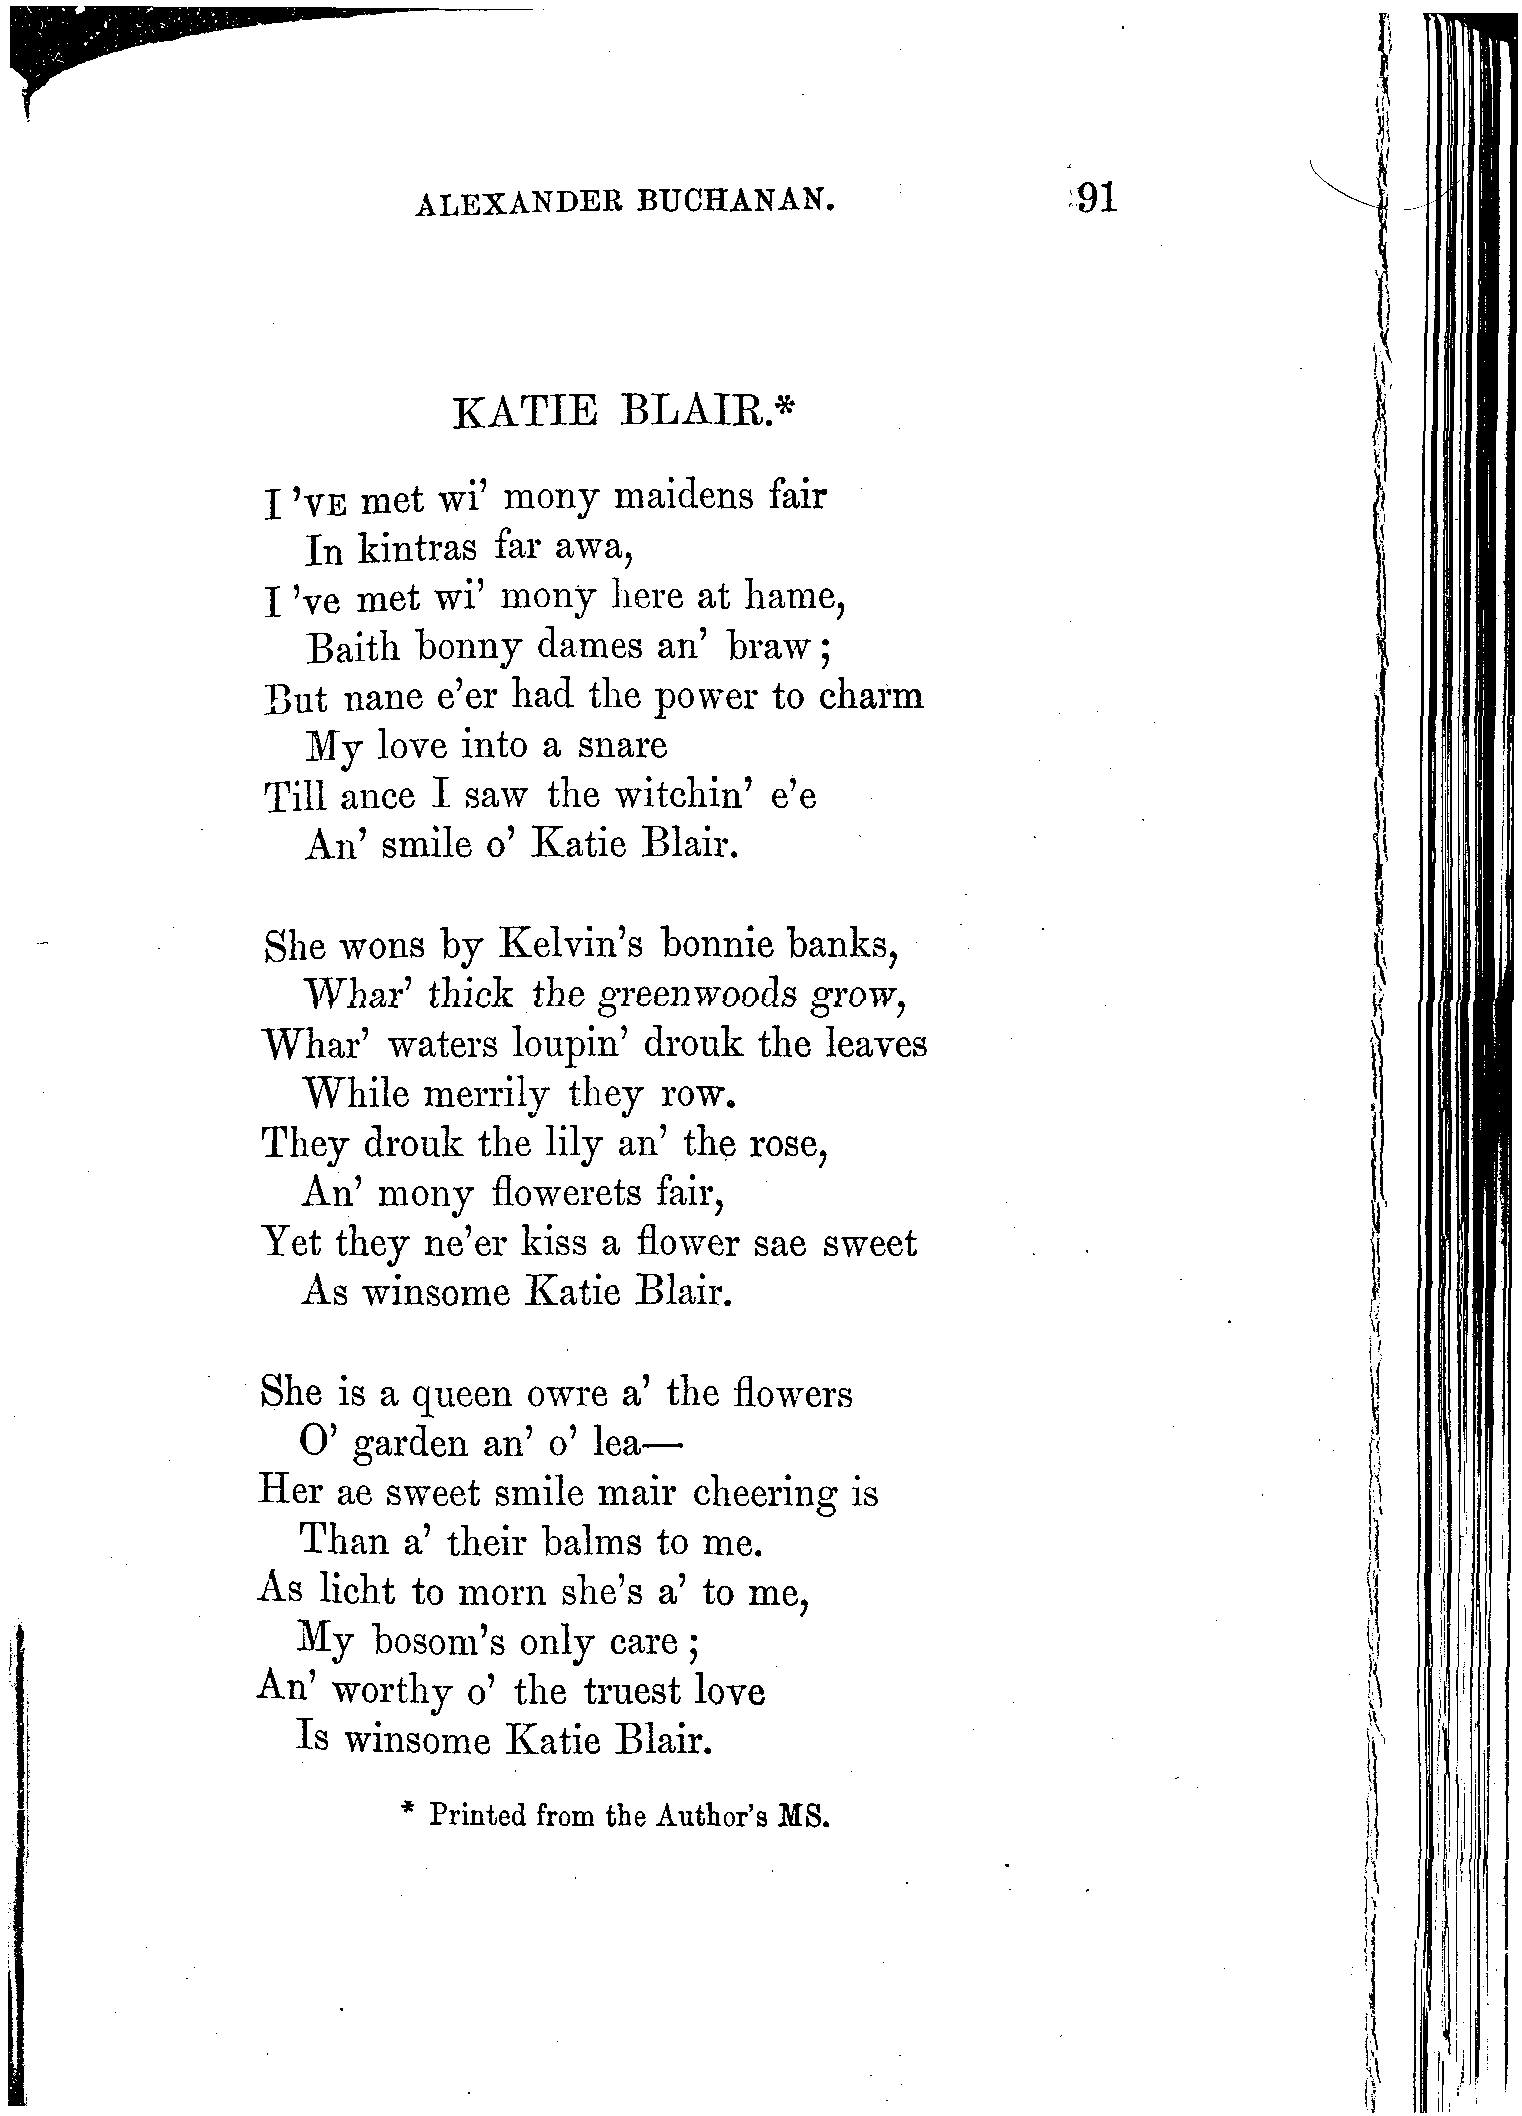 ALEXANDER BUCHANAN. 91
KATIE BLAIR.*
I 'VE met wi' mony maidens fair
In kintras far awa,
I 've met wi' mony here at hame,
Baith bonny dames an' braw;
But nane e'er had the power to charm
My love into a snare
Till ance I saw the witchin' e'e
An' smile o' Katie Blair.
She wons by Kelvin's bonnie banks,
Whar' thick the greenwoods grow,
Whar' waters loupin' drouk the leaves
While merrily they row.
They drouk the lily an' the rose,
An' mony flowerets fair,
Yet they ne'er kiss a flower sae sweet
As winsome Katie Blair.
She is a queen owre a' the flowers
O' garden an' o' lea—
Her ae sweet smile mair cheering is
Than a' their balms to me.
As licht to morn she's a' to me,
My bosom's only care;
An' worthy o' the truest love
Is winsome Katie Blair.
* Printed from the Author's MS.